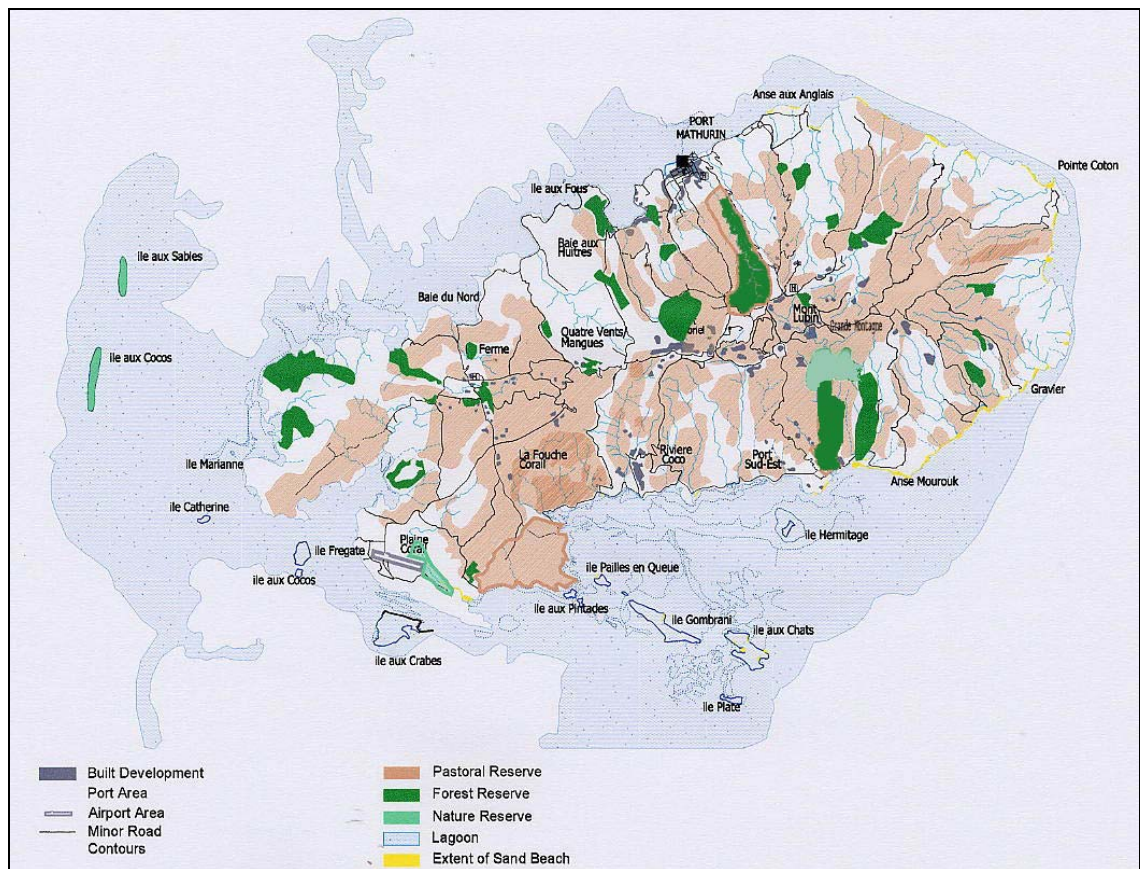 Anse aux Anglais
PORT
MATHURIN
Pointe Coton
ile aux Fous
ile aux Sables
Baie aux
Huitres
Baie du Nord
Mont
Lubin
Grande Montagne
ile aux Cocos
Quatre Vents/
Mangues
Ferme
Gravier
ile Marianne
La Fouche
Corail
Riviere
Coco
Port
Sud-Est
Anse Mourouk
ile Catherine
ile Fregate
Plaine
Corail
ile Hermitage
ile aux Cocos
ile Pailles en Queue
ile aux Pintades
ile Gombrani
ile aux Chats
ile aux Crabes
ile Plate
Built Development
Port Area
Airport Area
Minor Road
Contours
Pastoral Reserve
Forest Reserve
Nature Reserve
Lagoon
Extent of Sand Beach